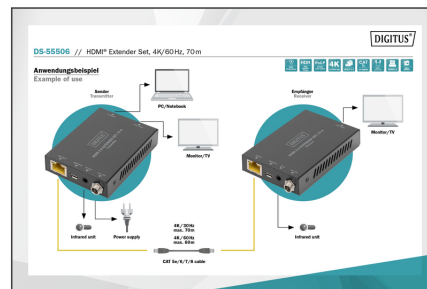 DIGITUS®
DS-55506 // HDMI® Extender Set, 4K/60Hz, 70m
Anwendungsbeispiel
Example of use
Sender
Transmitter
PC/Notebook
Monitor/TV
Empfänger
Receiver
Monitor/TV
Infrared unit
Power supply
4K/30Hz
max. 70m
4K/60Hz
max. 60m
CAT 5e/6/7/8 cable
Infrared unit